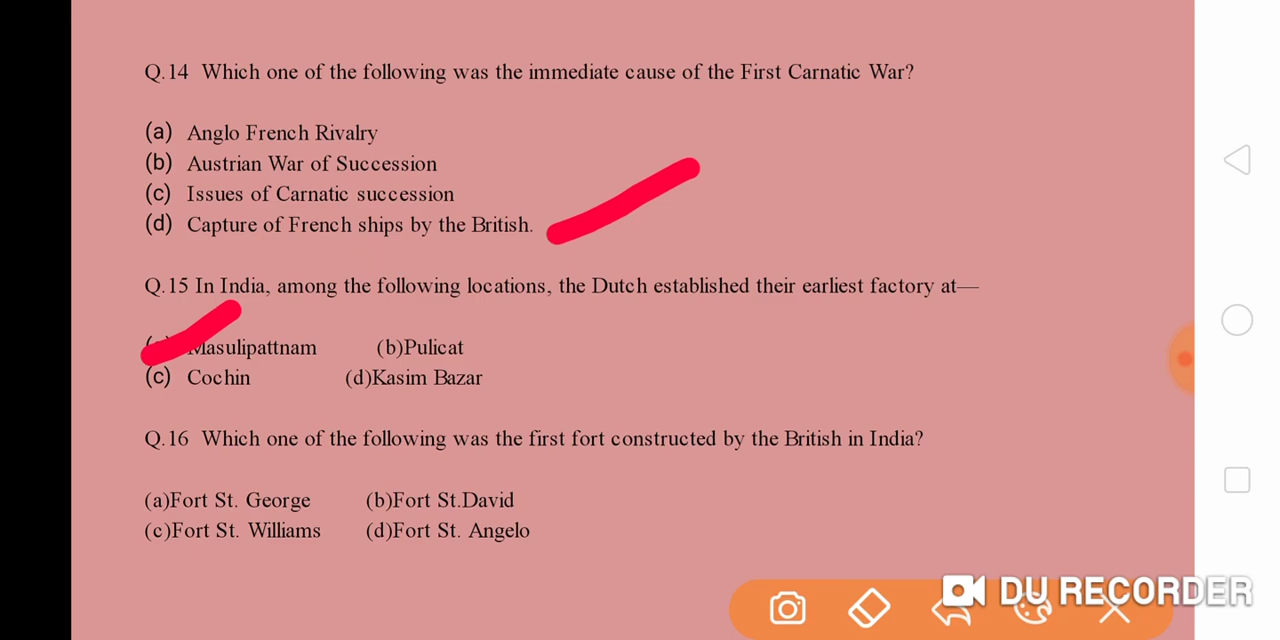 Q.14 Which one of the following was the immediate cause of the First Carnatic War?
(a) Anglo French Rivalry
(b) Austrian War of Succession
(c) Issues of Carnatic succession
(d) Capture of French ships by the British.
Q.15 In India, among the following locations, the Dutch established their earliest factory at—
Masulipattnam (b)Pulicat
(c) Cochin (d)Kasim Bazar
Q.16 Which one of the following was the first fort constructed by the British in India?
(a)Fort St. George (b)Fort St.David
(c)Fort St. Williams (d)Fort St. Angelo
DU RECORDER